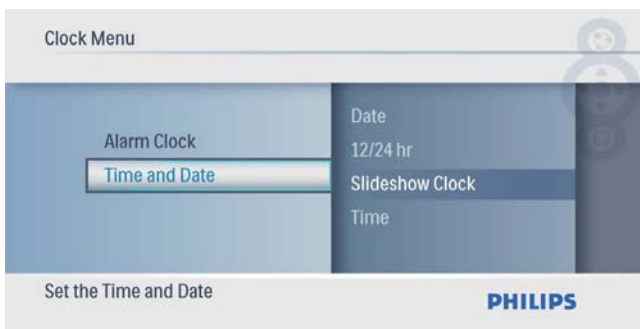 Clock Menu
Alarm Clock
Time and Date
Date
12/24 hr
Slideshow Clock
Time
Set the Time and Date
PHILIPS